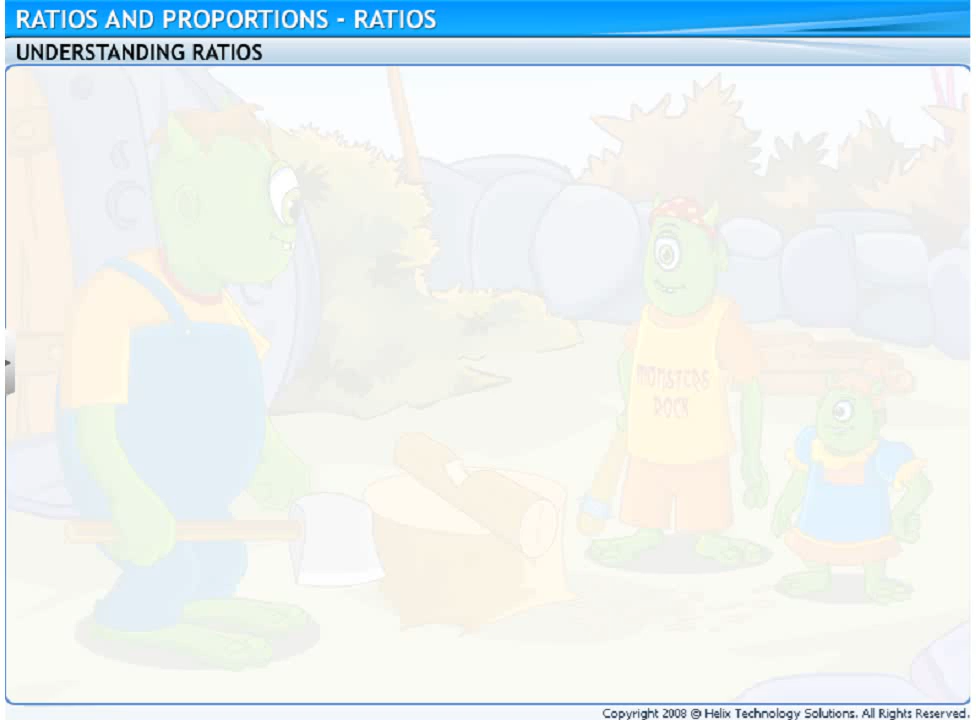 RATIOS AND PROPORTIONS - RATIOS
UNDERSTANDING RATIOS
MONSTERS
ROCK
Copyright 2008 @ Helix Technology Solutions. All Rights Reserved.